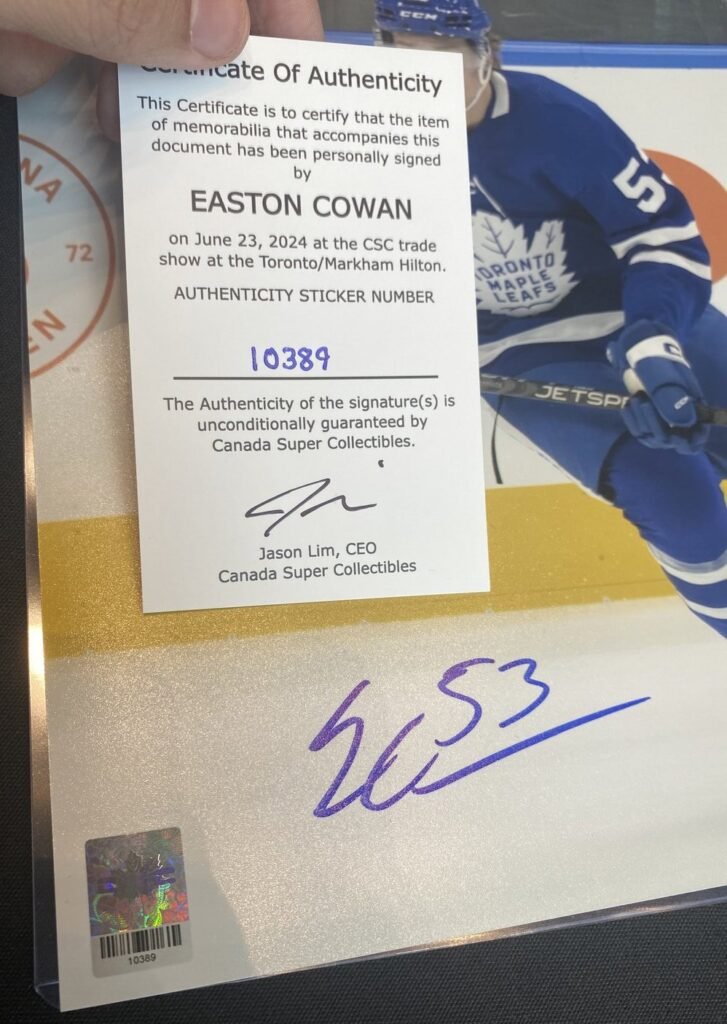 CCM
Certificate Of Authenticity
This Certificate is to certify that the item
of memorabilia that accompanies this
document has been personally signed
by
EASTON COWAN
on June 23, 2024 at the CSC trade
show at the Toronto/Markham Hilton.
AUTHENTICITY STICKER NUMBER
10389
The Authenticity of the signature(s) is
unconditionally guaranteed by
Canada Super Collectibles.
Jason Lim, CEO
Canada Super Collectibles
NA
72
EN
53
TORONTO
MAPLE
LEAFS
JETSP
53
10389